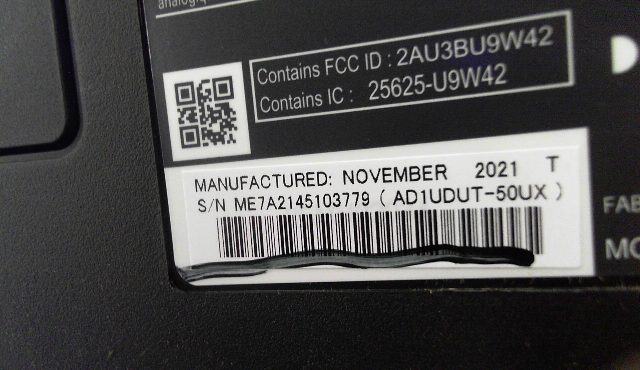 Contains FCC ID : 2AU3BU9W42
Contains IC : 25625-U9W42
MANUFACTURED: NOVEMBER 2021 T
S/N ME7A2145103779 ( AD1UDUT-50UX )